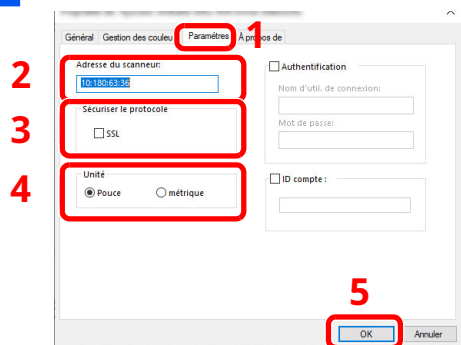 1
Général Gestion des couleu Paramètres À propos de
2
Adresse du scanneur:
10:180:63:36
Authentification
Nom d'util. de connexion:
3
Sécuriser le protocole
SSL
Mot de passe:
4
Unité
Pouce métrique
ID compte :
5
OK Annuler